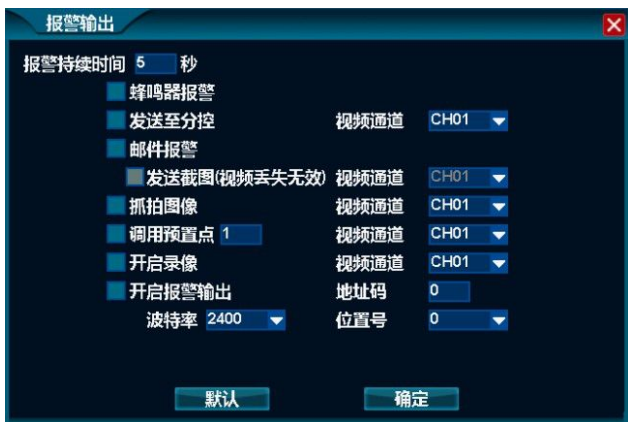 报警输出
报警持续时间 5 秒
蜂鸣器报警
发送至分控 视频通道 CH01
邮件报警
发送截图(视频丢失无效) 视频通道 CH01
抓拍图像 视频通道 CH01
调用预置点 1 视频通道 CH01
开启录像 视频通道 CH01
开启报警输出 地址码 0
波特率 2400 位置号 0
默认 确定